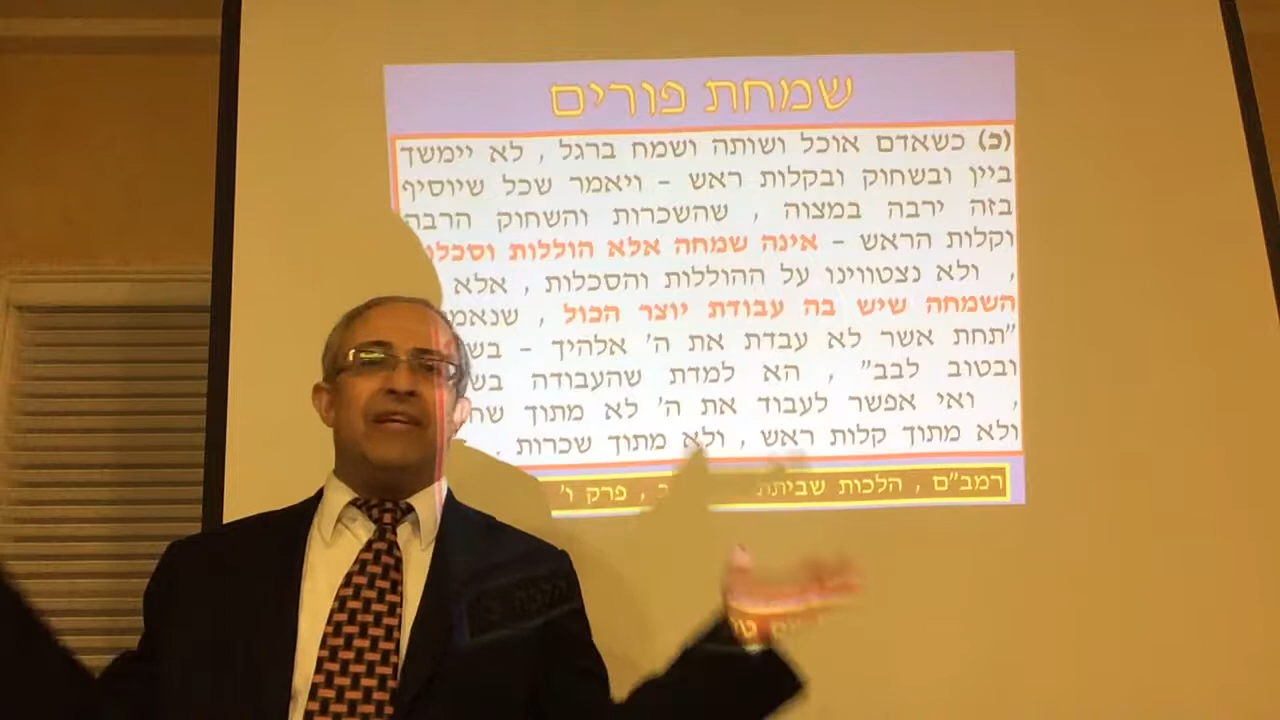 שמחת פורים
(כ) כשאדם אוכל ושותה ושמח ברגל , לא יימשך
ביין ובשחוק ובקלות ראש – ויאמר שכל שיוסיף
בזה ירבה במצוה , שהשכרות והשחוק הרבה
וקלות הראש – אינה שמחה אלא הוללות
, ולא נצטווינו על ההוללות והסכלות , אלא
השמחה שיש בה עבודת יוצר הכול ,
"תחת אשר לא עבדת את ה' אלהיך –
ובטוב לבב" , הא למדת שהעבודה
, ואי אפשר לעבוד את ה' לא מתוך
ולא מתוך קלות ראש , ולא מתוך שכרות .
רמב"ם , הלכות שביתת , פרק ו'